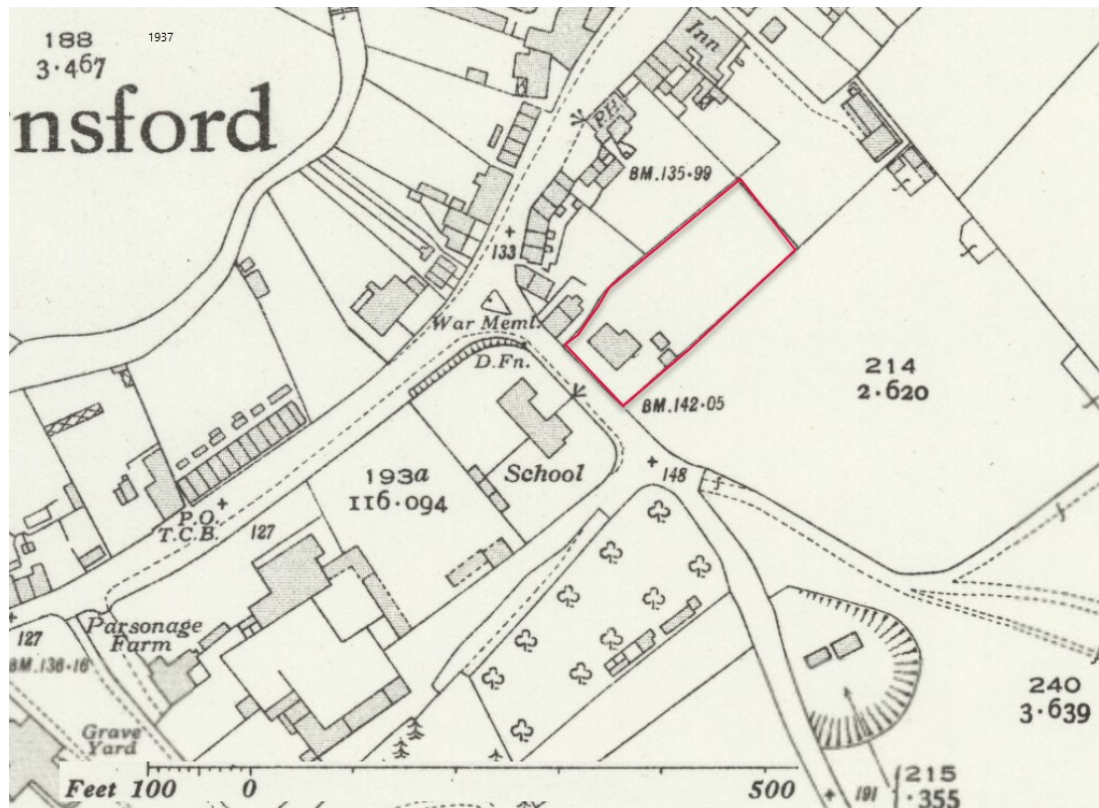 188
3·467
1937
nsford
Inn
P.H.
BM.135·99
133
War Meml.
D.Fn.
BM.142·05
214
2·620
148
School
193a
116·094
P.O.
T.C.B.
127
Parsonage
Farm
127
BM.136·16
Grave
Yard
240
3·639
215
·355
191
Feet 100 0 500